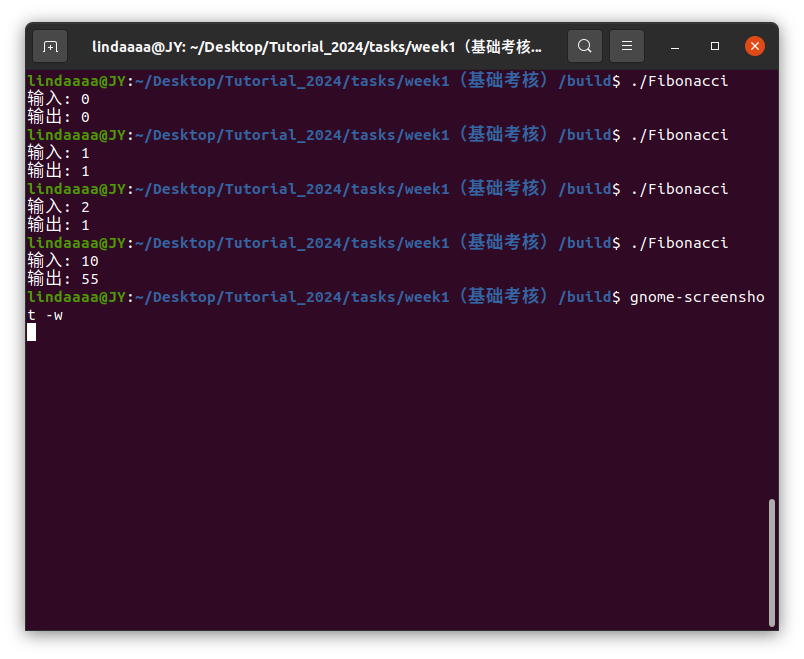 lindaaaa@JY: ~/Desktop/Tutorial_2024/tasks/week1（基础考核...
lindaaaa@JY:~/Desktop/Tutorial_2024/tasks/week1（基础考核）/build$ ./Fibonacci
输入: 0
输出: 0
lindaaaa@JY:~/Desktop/Tutorial_2024/tasks/week1（基础考核）/build$ ./Fibonacci
输入: 1
输出: 1
lindaaaa@JY:~/Desktop/Tutorial_2024/tasks/week1（基础考核）/build$ ./Fibonacci
输入: 2
输出: 1
lindaaaa@JY:~/Desktop/Tutorial_2024/tasks/week1（基础考核）/build$ ./Fibonacci
输入: 10
输出: 55
lindaaaa@JY:~/Desktop/Tutorial_2024/tasks/week1（基础考核）/build$ gnome-screensho
t -w